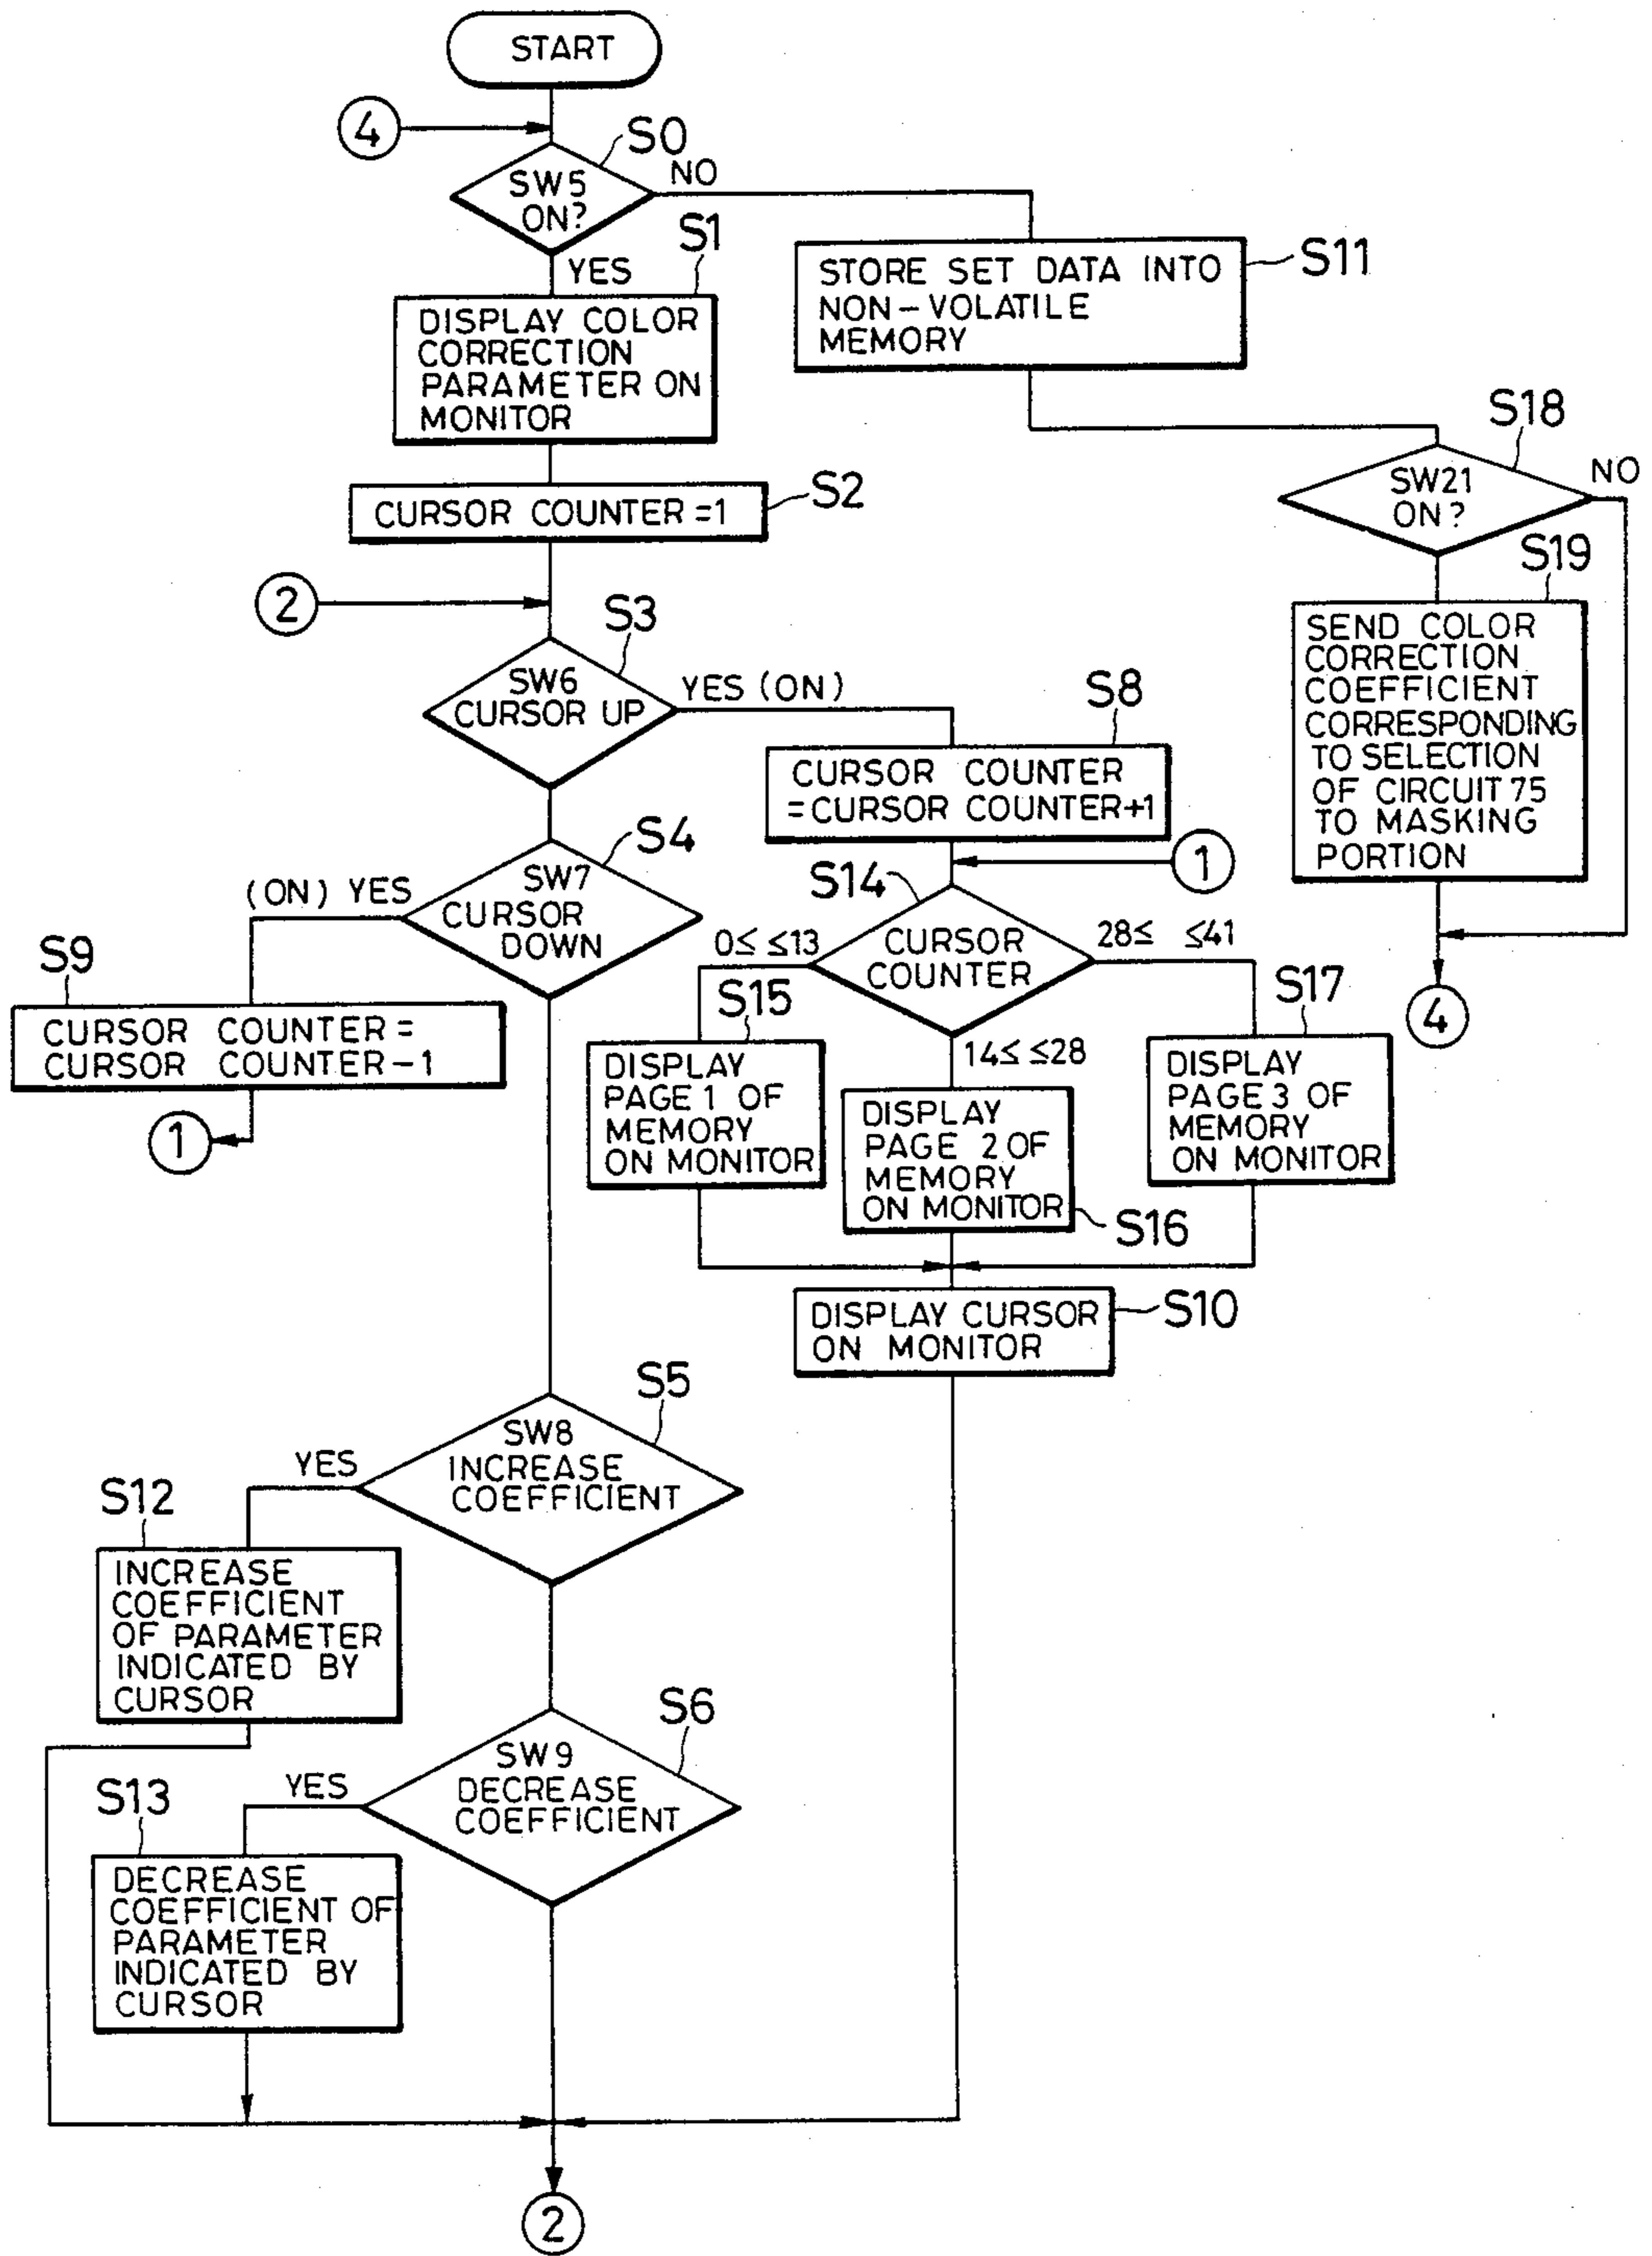 START
4
S0
SW5
ON?
NO
YES
S1
DISPLAY COLOR
CORRECTION
PARAMETER ON
MONITOR
S11
STORE SET DATA INTO
NON-VOLATILE
MEMORY
S2
CURSOR COUNTER=1
S18
SW21
ON?
NO
S19
SEND COLOR
CORRECTION
COEFFICIENT
CORRESPONDING
TO SELECTION
OF CIRCUIT 75
TO MASKING
PORTION
4
2
S3
SW6
CURSOR UP
YES (ON)
S8
CURSOR COUNTER
=CURSOR COUNTER+1
1
S4
SW7
CURSOR
DOWN
(ON) YES
S9
CURSOR COUNTER=
CURSOR COUNTER-1
1
S14
CURSOR
COUNTER
0≤ ≤13
28≤ ≤41
14≤ ≤28
S15
DISPLAY
PAGE 1 OF
MEMORY
ON MONITOR
DISPLAY
PAGE 2 OF
MEMORY
ON MONITOR
S16
S17
DISPLAY
PAGE 3 OF
MEMORY
ON MONITOR
DISPLAY CURSOR
ON MONITOR
S10
S5
SW8
INCREASE
COEFFICIENT
YES
S12
INCREASE
COEFFICIENT
OF PARAMETER
INDICATED BY
CURSOR
S6
SW9
DECREASE
COEFFICIENT
YES
S13
DECREASE
COEFFICIENT OF
PARAMETER
INDICATED BY
CURSOR
2